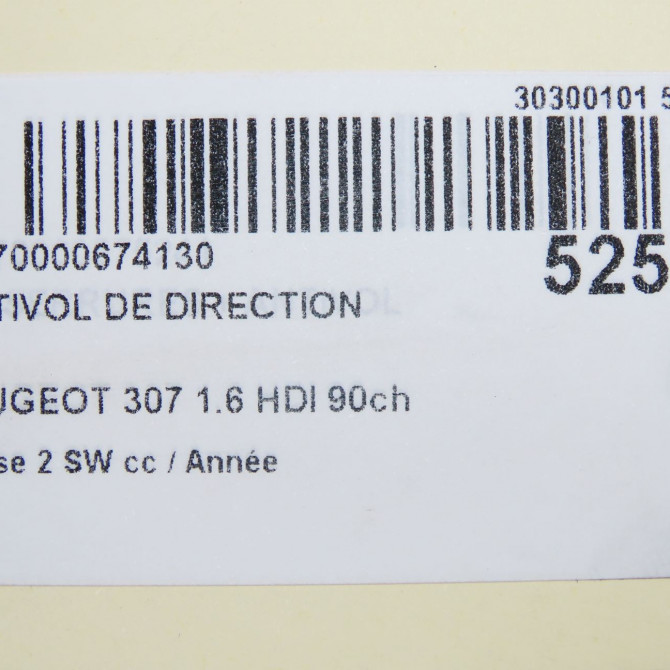 30300101 5
70000674130
525
TIVOL DE DIRECTION
UGEOT 307 1.6 HDI 90ch
se 2 SW cc / Année